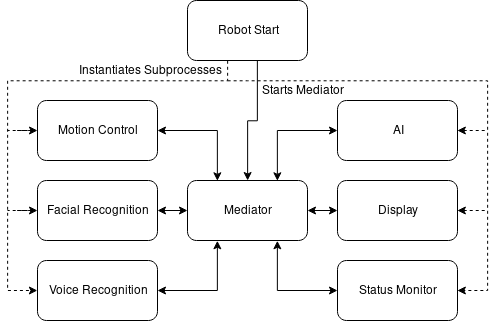 Robot Start
Instantiates Subprocesses
Starts Mediator
Motion Control
AI
Facial Recognition
Mediator
Display
Voice Recognition
Status Monitor